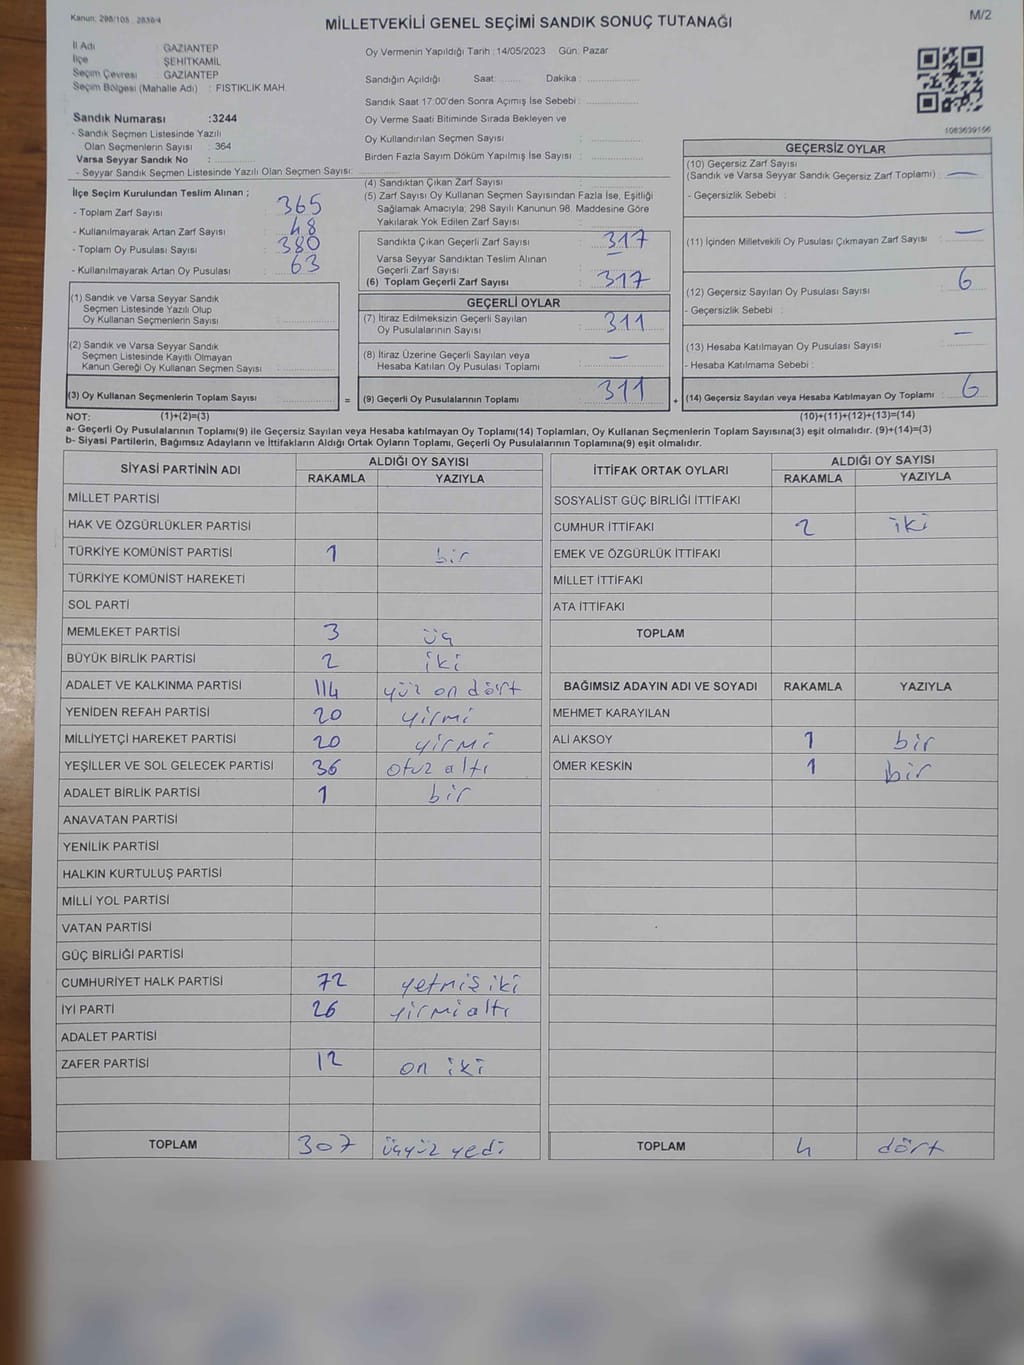 Kanun: 298/105
MİLLETVEKİLİ GENEL SEÇİMİ SANDIK SONUÇ TUTANAĞI
M/2
İl Adı : GAZİANTEP
İlçe : ŞEHİTKAMİL
Seçim Çevresi : GAZİANTEP
Seçim Bölgesi (Mahalle Adı) : FISTIKLIK MAH
Oy Vermenin Yapıldığı Tarih :14/05/2023 Gün: Pazar
Sandığın Açıldığı Saat: ........ Dakika : ....................
Sandık Saat 17:00'den Sonra Açımış İse Sebebi : ....................
Oy Verme Saati Bitiminde Sırada Bekleyen ve
Oy Kullandırılan Seçmen Sayısı : ....................
Birden Fazla Sayım Döküm Yapılmış İse Sayısı : ....................
Sandık Numarası :3244
- Sandık Seçmen Listesinde Yazılı
Olan Seçmenlerin Sayısı : 364
Varsa Seyyar Sandık No : ....................
- Seyyar Sandık Seçmen Listesinde Yazılı Olan Seçmen Sayısı: ....................
1083639156
İlçe Seçim Kurulundan Teslim Alınan ;
- Toplam Zarf Sayısı : 365
- Kullanılmayarak Artan Zarf Sayısı : 48
- Toplam Oy Pusulası Sayısı : 380
- Kullanılmayarak Artan Oy Pusulası : 63
(1) Sandık ve Varsa Seyyar Sandık
Seçmen Listesinde Yazılı Olup
Oy Kullanan Seçmenlerin Sayısı : ....................
(2) Sandık ve Varsa Seyyar Sandık
Seçmen Listesinde Kayıtlı Olmayan
Kanun Gereği Oy Kullanan Seçmen Sayısı : ....................
(3) Oy Kullanan Seçmenlerin Toplam Sayısı : .................... =
(4) Sandıktan Çıkan Zarf Sayısı : ....................
(5) Zarf Sayısı Oy Kullanan Seçmen Sayısından Fazla İse, Eşitliği
Sağlamak Amacıyla; 298 Sayılı Kanunun 98. Maddesine Göre
Yakılarak Yok Edilen Zarf Sayısı : ....................
Sandıkta Çıkan Geçerli Zarf Sayısı : 317
Varsa Seyyar Sandıktan Teslim Alınan
Geçerli Zarf Sayısı : –
(6) Toplam Geçerli Zarf Sayısı : 317
GEÇERLİ OYLAR
(7) İtiraz Edilmeksizin Geçerli Sayılan
Oy Pusulalarının Sayısı : 311
(8) İtiraz Üzerine Geçerli Sayılan veya
Hesaba Katılan Oy Pusulası Toplamı : –
(9) Geçerli Oy Pusulalarının Toplamı : 311 +
GEÇERSİZ OYLAR
(10) Geçersiz Zarf Sayısı
(Sandık ve Varsa Seyyar Sandık Geçersiz Zarf Toplamı) : –
- Geçersizlik Sebebi :
(11) İçinden Milletvekili Oy Pusulası Çıkmayan Zarf Sayısı : –
(12) Geçersiz Sayılan Oy Pusulası Sayısı : 6
- Geçersizlik Sebebi :
(13) Hesaba Katılmayan Oy Pusulası Sayısı : –
- Hesaba Katılmama Sebebi :
(14) Geçersiz Sayılan veya Hesaba Katılmayan Oy Toplamı : 6
NOT: (1)+(2)=(3) (10)+(11)+(12)+(13)=(14)
a- Geçerli Oy Pusulalarının Toplamı(9) ile Geçersiz Sayılan veya Hesaba katılmayan Oy Toplamı(14) Toplamları, Oy Kullanan Seçmenlerin Toplam Sayısına(3) eşit olmalıdır. (9)+(14)=(3)
b- Siyasi Partilerin, Bağımsız Adayların ve İttifakların Aldığı Ortak Oyların Toplamı, Geçerli Oy Pusulalarının Toplamına(9) eşit olmalıdır.
SİYASİ PARTİNİN ADI ALDIĞI OY SAYISI
RAKAMLA YAZIYLA
MİLLET PARTİSİ
HAK VE ÖZGÜRLÜKLER PARTİSİ
TÜRKİYE KOMÜNİST PARTİSİ 1 bir
TÜRKİYE KOMÜNİST HAREKETİ
SOL PARTİ
MEMLEKET PARTİSİ 3 üç
BÜYÜK BİRLİK PARTİSİ 2 iki
ADALET VE KALKINMA PARTİSİ 114 yüz on dört
YENİDEN REFAH PARTİSİ 20 yirmi
MİLLİYETÇİ HAREKET PARTİSİ 20 yirmi
YEŞİLLER VE SOL GELECEK PARTİSİ 36 otuz altı
ADALET BİRLİK PARTİSİ 1 bir
ANAVATAN PARTİSİ
YENİLİK PARTİSİ
HALKIN KURTULUŞ PARTİSİ
MİLLİ YOL PARTİSİ
VATAN PARTİSİ
GÜÇ BİRLİĞİ PARTİSİ
CUMHURİYET HALK PARTİSİ 72 yetmiş iki
İYİ PARTİ 26 yirmi altı
ADALET PARTİSİ
ZAFER PARTİSİ 12 on iki
TOPLAM 307 üçyüz yedi
İTTİFAK ORTAK OYLARI ALDIĞI OY SAYISI
RAKAMLA YAZIYLA
SOSYALİST GÜÇ BİRLİĞİ İTTİFAKI
CUMHUR İTTİFAKI 2 iki
EMEK VE ÖZGÜRLÜK İTTİFAKI
MİLLET İTTİFAKI
ATA İTTİFAKI
TOPLAM
BAĞIMSIZ ADAYIN ADI VE SOYADI RAKAMLA YAZIYLA
MEHMET KARAYILAN
ALİ AKSOY 1 bir
ÖMER KESKİN 1 bir
TOPLAM 4 dört